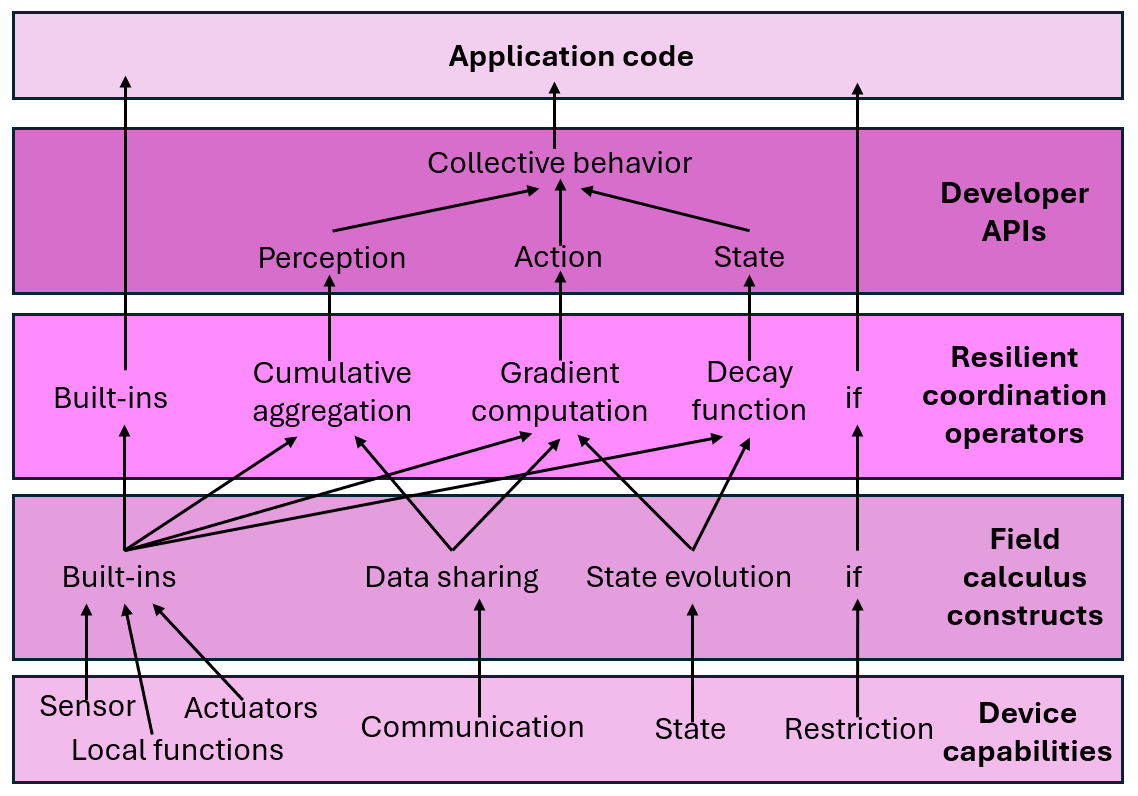 Application code
Collective behavior
Perception
Action
State
Developer
APIs
Built-ins
Cumulative
aggregation
Gradient
computation
Decay
function
if
Resilient
coordination
operators
Built-ins
Data sharing
State evolution
if
Field
calculus
constructs
Sensor
Actuators
Local functions
Communication
State
Restriction
Device
capabilities